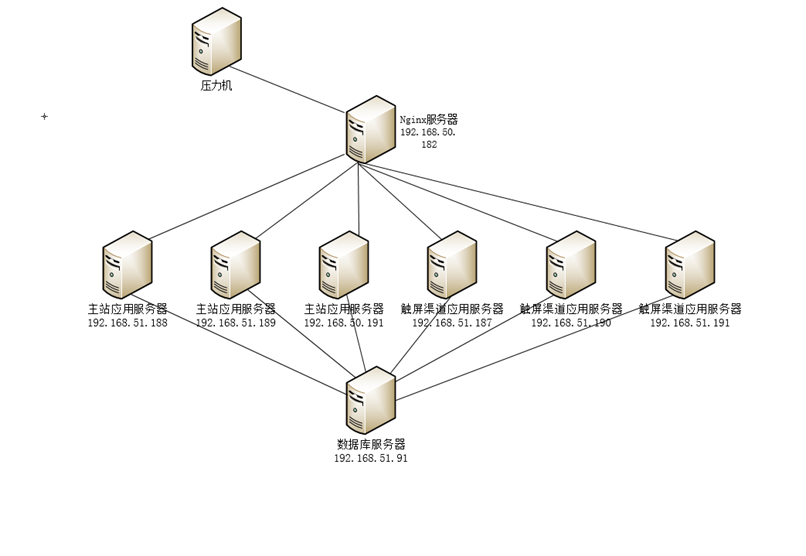 压力机
Nginx服务器
192.168.50.
182
主站应用服务器
192.168.51.188
主站应用服务器
192.168.51.189
主站应用服务器
192.168.50.191
触屏渠道应用服务器
192.168.51.187
触屏渠道应用服务器
192.168.51.190
触屏渠道应用服务器
192.168.51.191
数据库服务器
192.168.51.91